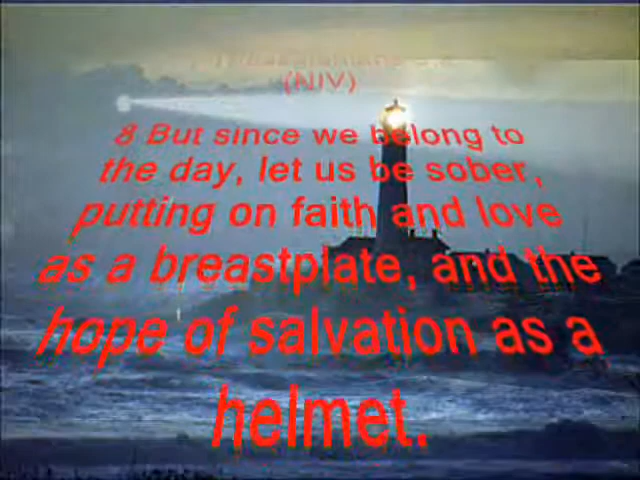 (NIV)
8 But since we belong to
the day, let us be sober,
putting on faith and love
as a breastplate, and the
hope of salvation as a
helmet.